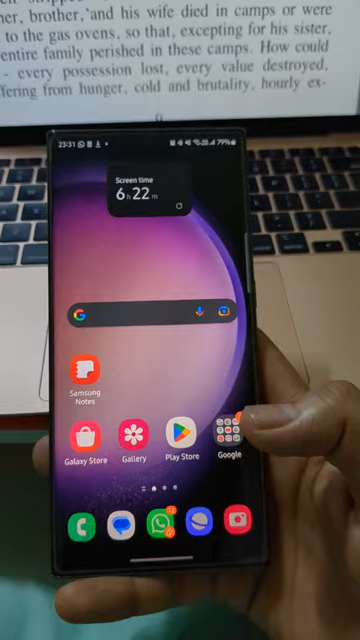 her, brother, and his wife died in camps or were
to the gas ovens, so that, excepting for his sister,
entire family perished in these camps. How could
- every possession lost, every value destroyed,
fering from hunger, cold and brutality, hourly ex-
23:31
79%
Screen time
6h 22m
Samsung
Notes
Galaxy Store
Gallery
Play Store
Google